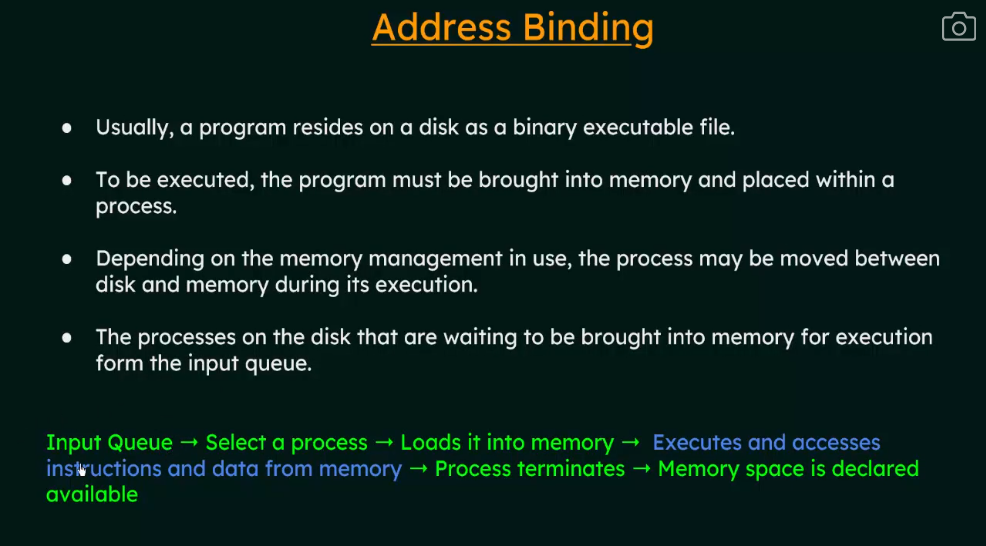 Address Binding
● Usually, a program resides on a disk as a binary executable file.
● To be executed, the program must be brought into memory and placed within a
process.
● Depending on the memory management in use, the process may be moved between
disk and memory during its execution.
● The processes on the disk that are waiting to be brought into memory for execution
form the input queue.
Input Queue → Select a process → Loads it into memory → Executes and accesses
instructions and data from memory → Process terminates → Memory space is declared
available